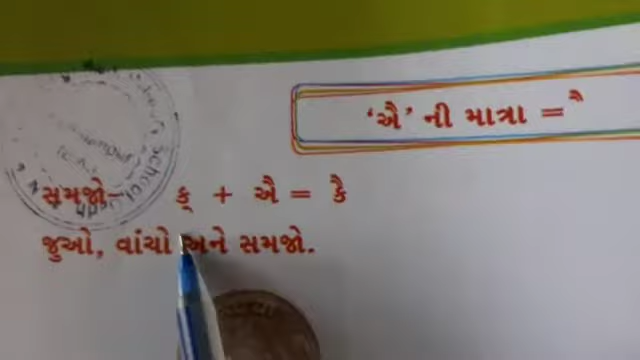 'ઐ' ની માત્રા = ૈ
સમજો– ક્ + ઐ = કૈ
જુઓ, વાંચો અને સમજો.